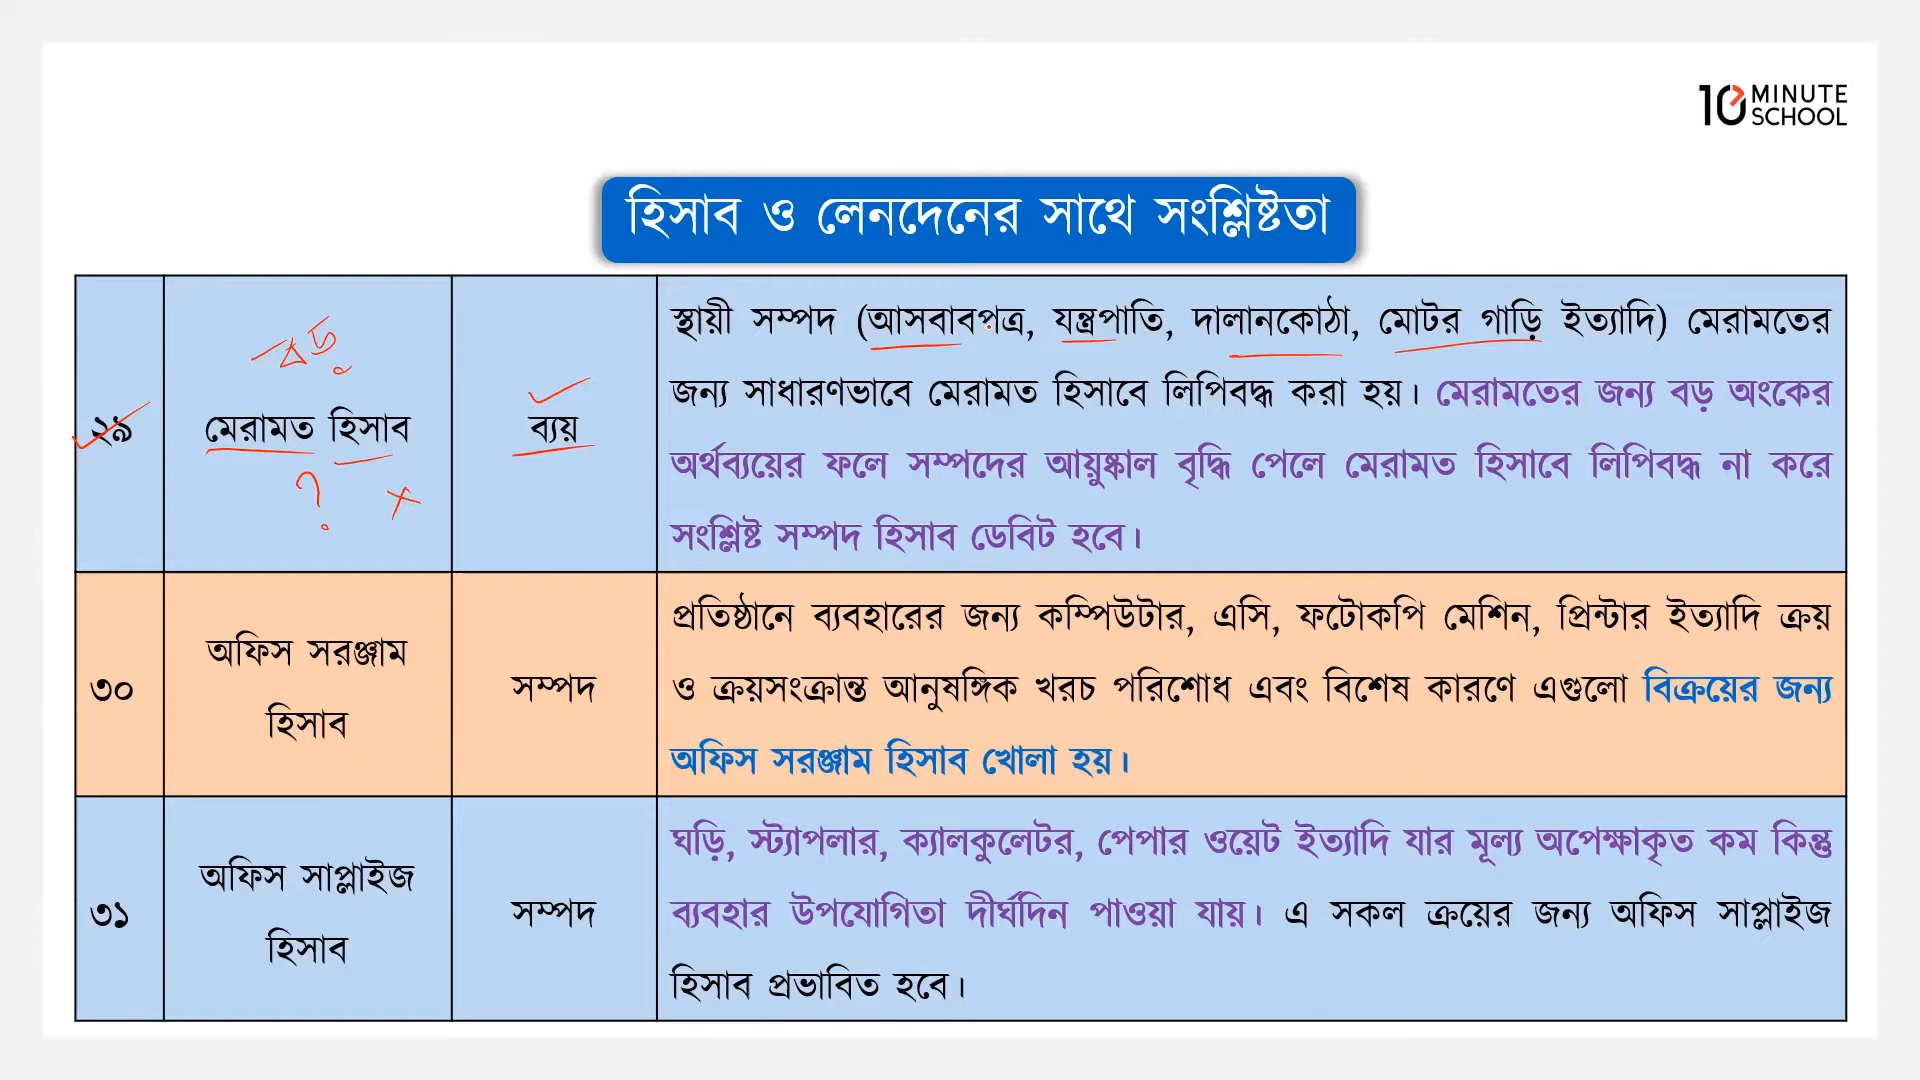 10 MINUTE
SCHOOL
হিসাব ও লেনদেনের সাথে সংশ্লিষ্টতা
২৯
বড়
মেরামত হিসাব
?
ব্যয়
স্থায়ী সম্পদ (আসবাবপত্র, যন্ত্রপাতি, দালানকোঠা, মোটর গাড়ি ইত্যাদি) মেরামতের
জন্য সাধারণভাবে মেরামত হিসাবে লিপিবদ্ধ করা হয়। মেরামতের জন্য বড় অংকের
অর্থব্যয়ের ফলে সম্পদের আয়ুষ্কাল বৃদ্ধি পেলে মেরামত হিসাবে লিপিবদ্ধ না করে
সংশ্লিষ্ট সম্পদ হিসাব ডেবিট হবে।
৩০
অফিস সরঞ্জাম
হিসাব
সম্পদ
প্রতিষ্ঠানে ব্যবহারের জন্য কম্পিউটার, এসি, ফটোকপি মেশিন, প্রিন্টার ইত্যাদি ক্রয়
ও ক্রয়সংক্রান্ত আনুষঙ্গিক খরচ পরিশোধ এবং বিশেষ কারণে এগুলো বিক্রয়ের জন্য
অফিস সরঞ্জাম হিসাব খোলা হয়।
৩১
অফিস সাপ্লাইজ
হিসাব
সম্পদ
ঘড়ি, স্ট্যাপলার, ক্যালকুলেটর, পেপার ওয়েট ইত্যাদি যার মূল্য অপেক্ষাকৃত কম কিন্তু
ব্যবহার উপযোগিতা দীর্ঘদিন পাওয়া যায়। এ সকল ক্রয়ের জন্য অফিস সাপ্লাইজ
হিসাব প্রভাবিত হবে।